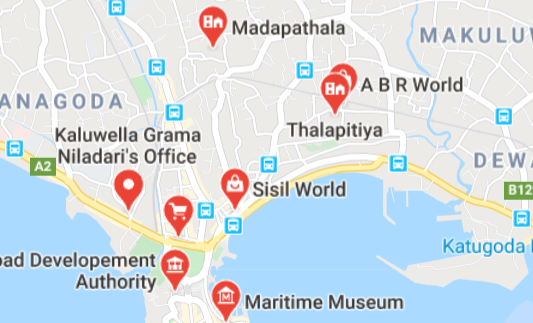 Madapathala
MAKULUW
A B R World
ANAGODA
Thalapitiya
Kaluwella Grama
Niladari's Office
A2
DEWA
Sisil World
B12
Katugoda
oad Developement
Authority
Maritime Museum